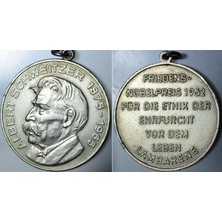 ALBERT SCHWEITZER 1875-1965
FRIEDENS-
NOBELPREIS 1952
FÜR DIE ETHIK DER
EHRFURCHT
VOR DEM
LEBEN
LAMBARENE